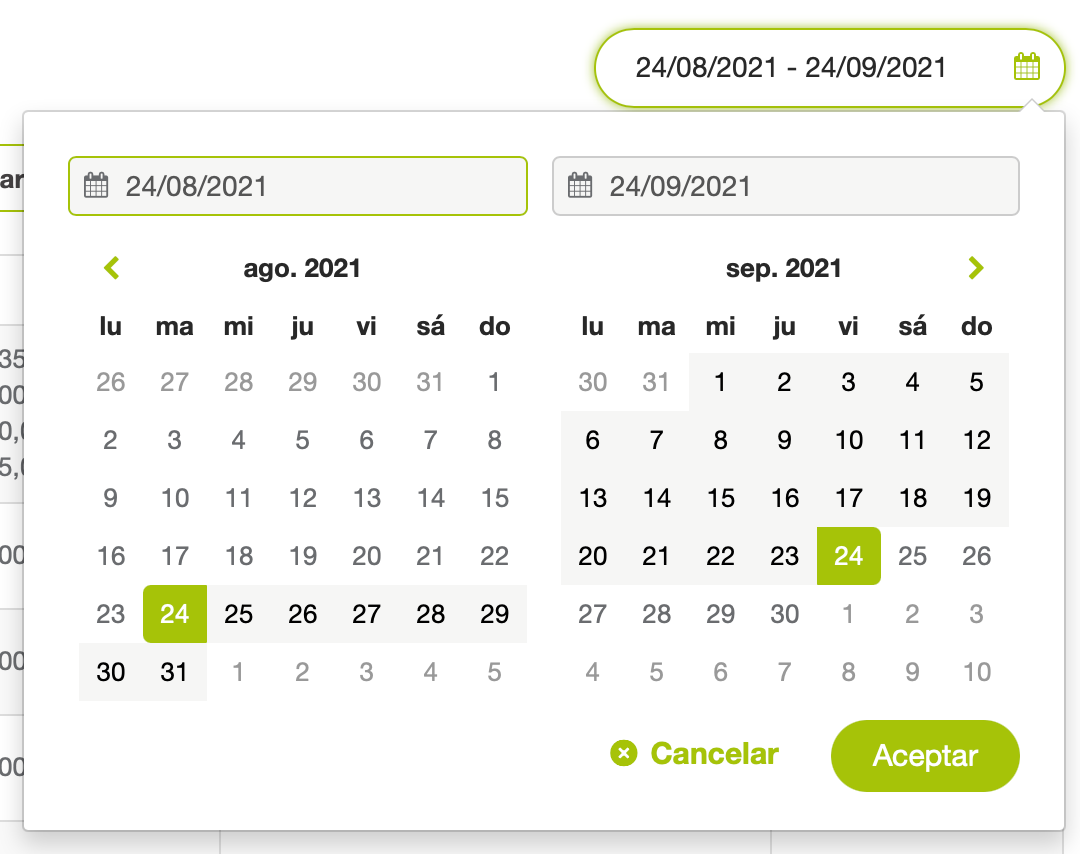 24/08/2021 - 24/09/2021
24/08/2021 24/09/2021
ago. 2021 sep. 2021
lu ma mi ju vi sá do lu ma mi ju vi sá do
26 27 28 29 30 31 1 30 31 1 2 3 4 5
2 3 4 5 6 7 8 6 7 8 9 10 11 12
9 10 11 12 13 14 15 13 14 15 16 17 18 19
16 17 18 19 20 21 22 20 21 22 23 24 25 26
23 24 25 26 27 28 29 27 28 29 30 1 2 3
30 31 1 2 3 4 5 4 5 6 7 8 9 10
Cancelar Aceptar